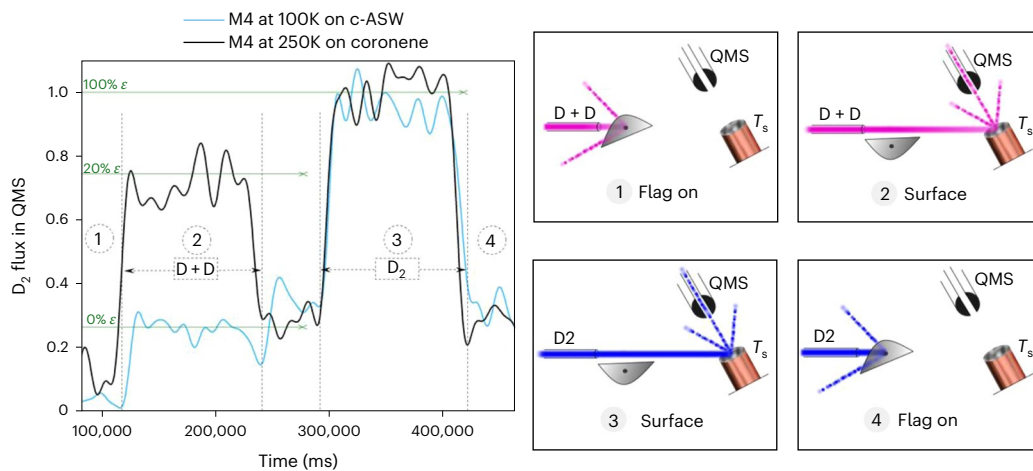 M4 at 100K on c-ASW
M4 at 250K on coronene
D₂ flux in QMS
1.0
0.8
0.6
0.4
0.2
0
100% ε
20% ε
0% ε
1
2
3
4
D + D
D₂
100,000
200,000
300,000
400,000
Time (ms)
QMS
D + D
Tₛ
1 Flag on
QMS
D + D
Tₛ
2 Surface
QMS
D2
Tₛ
3 Surface
QMS
D2
Tₛ
4 Flag on